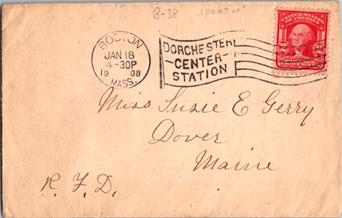 B-38
BOSTON
JAN 18
4-30P
1908
MASS.
DORCHESTER
CENTER
STATION
Miss Susie E Gerry
Dover
Maine
R. F. D.